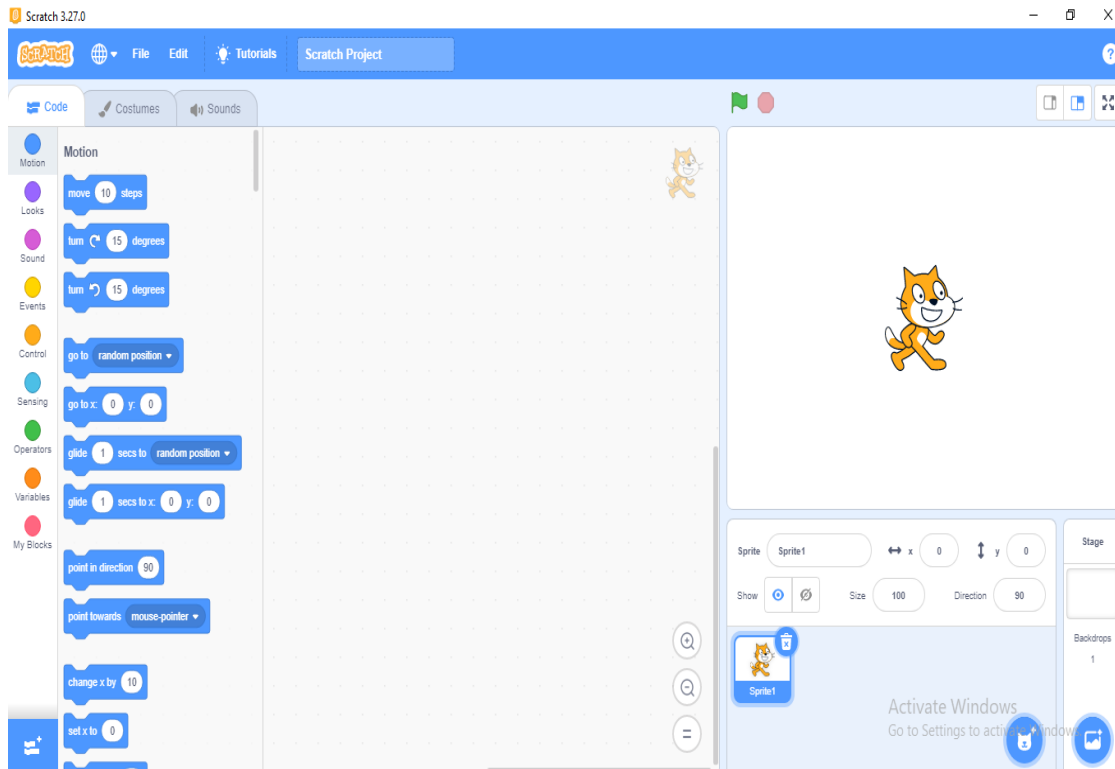 Scratch 3.27.0
SCRATCH File Edit Tutorials Scratch Project ?
Code Costumes Sounds
Motion
Looks
Sound
Events
Control
Sensing
Operators
Variables
My Blocks
Motion
move 10 steps
turn 15 degrees
turn 15 degrees
go to random position
go to x: 0 y: 0
glide 1 secs to random position
glide 1 secs to x: 0 y: 0
point in direction 90
point towards mouse-pointer
change x by 10
set x to 0
Sprite Sprite1 x 0 y 0
Show Size 100 Direction 90
Sprite1
Stage
Backdrops
1
Activate Windows
Go to Settings to activate Windows